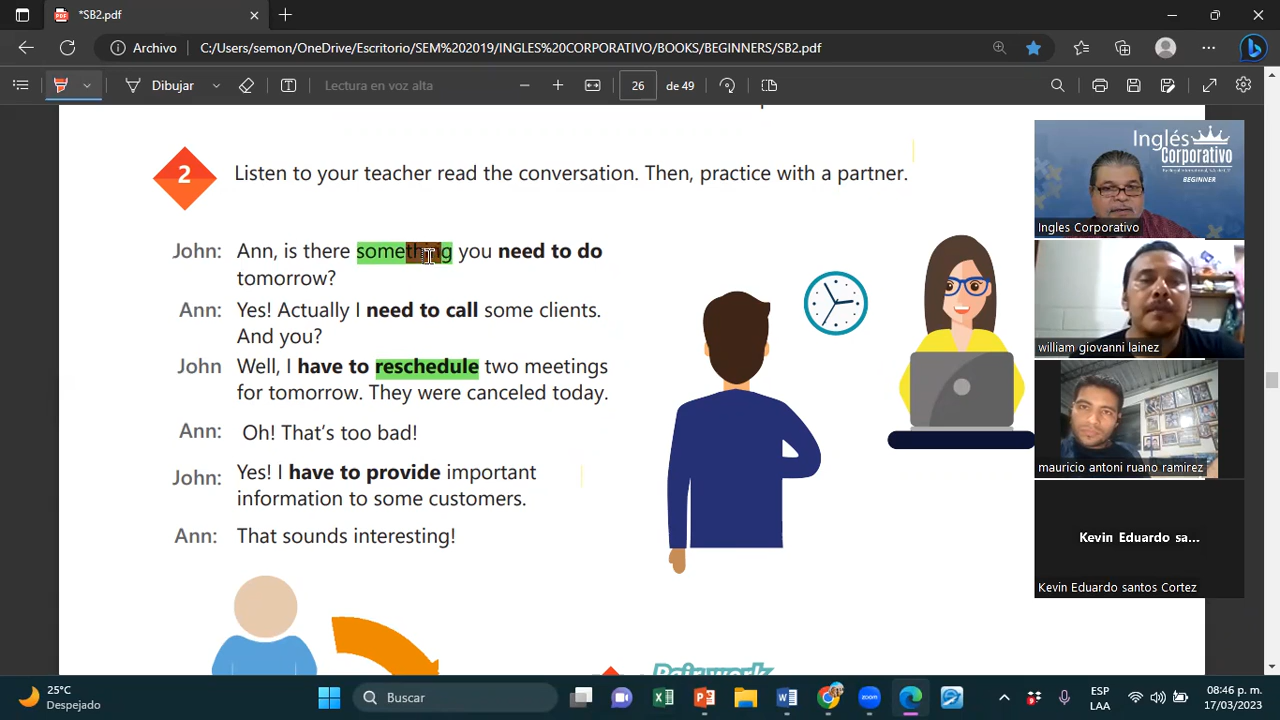 *SB2.pdf
Archivo
C:/Users/semon/OneDrive/Escritorio/SEM%202019/INGLES%20CORPORATIVO/BOOKS/BEGINNERS/SB2.pdf
Dibujar
Lectura en voz alta
26
de 49
2
Listen to your teacher read the conversation. Then, practice with a partner.
John: Ann, is there something you need to do
tomorrow?
Ann: Yes! Actually I need to call some clients.
And you?
John Well, I have to reschedule two meetings
for tomorrow. They were canceled today.
Ann: Oh! That's too bad!
John: Yes! I have to provide important
information to some customers.
Ann: That sounds interesting!
Pair work
Inglés
Corporativo
BEGINNER
Ingles Corporativo
william giovanni lainez
mauricio antoni ruano ramirez
Kevin Eduardo sa...
Kevin Eduardo santos Cortez
25°C
Despejado
Buscar
zoom
ESP
LAA
08:46 p. m.
17/03/2023